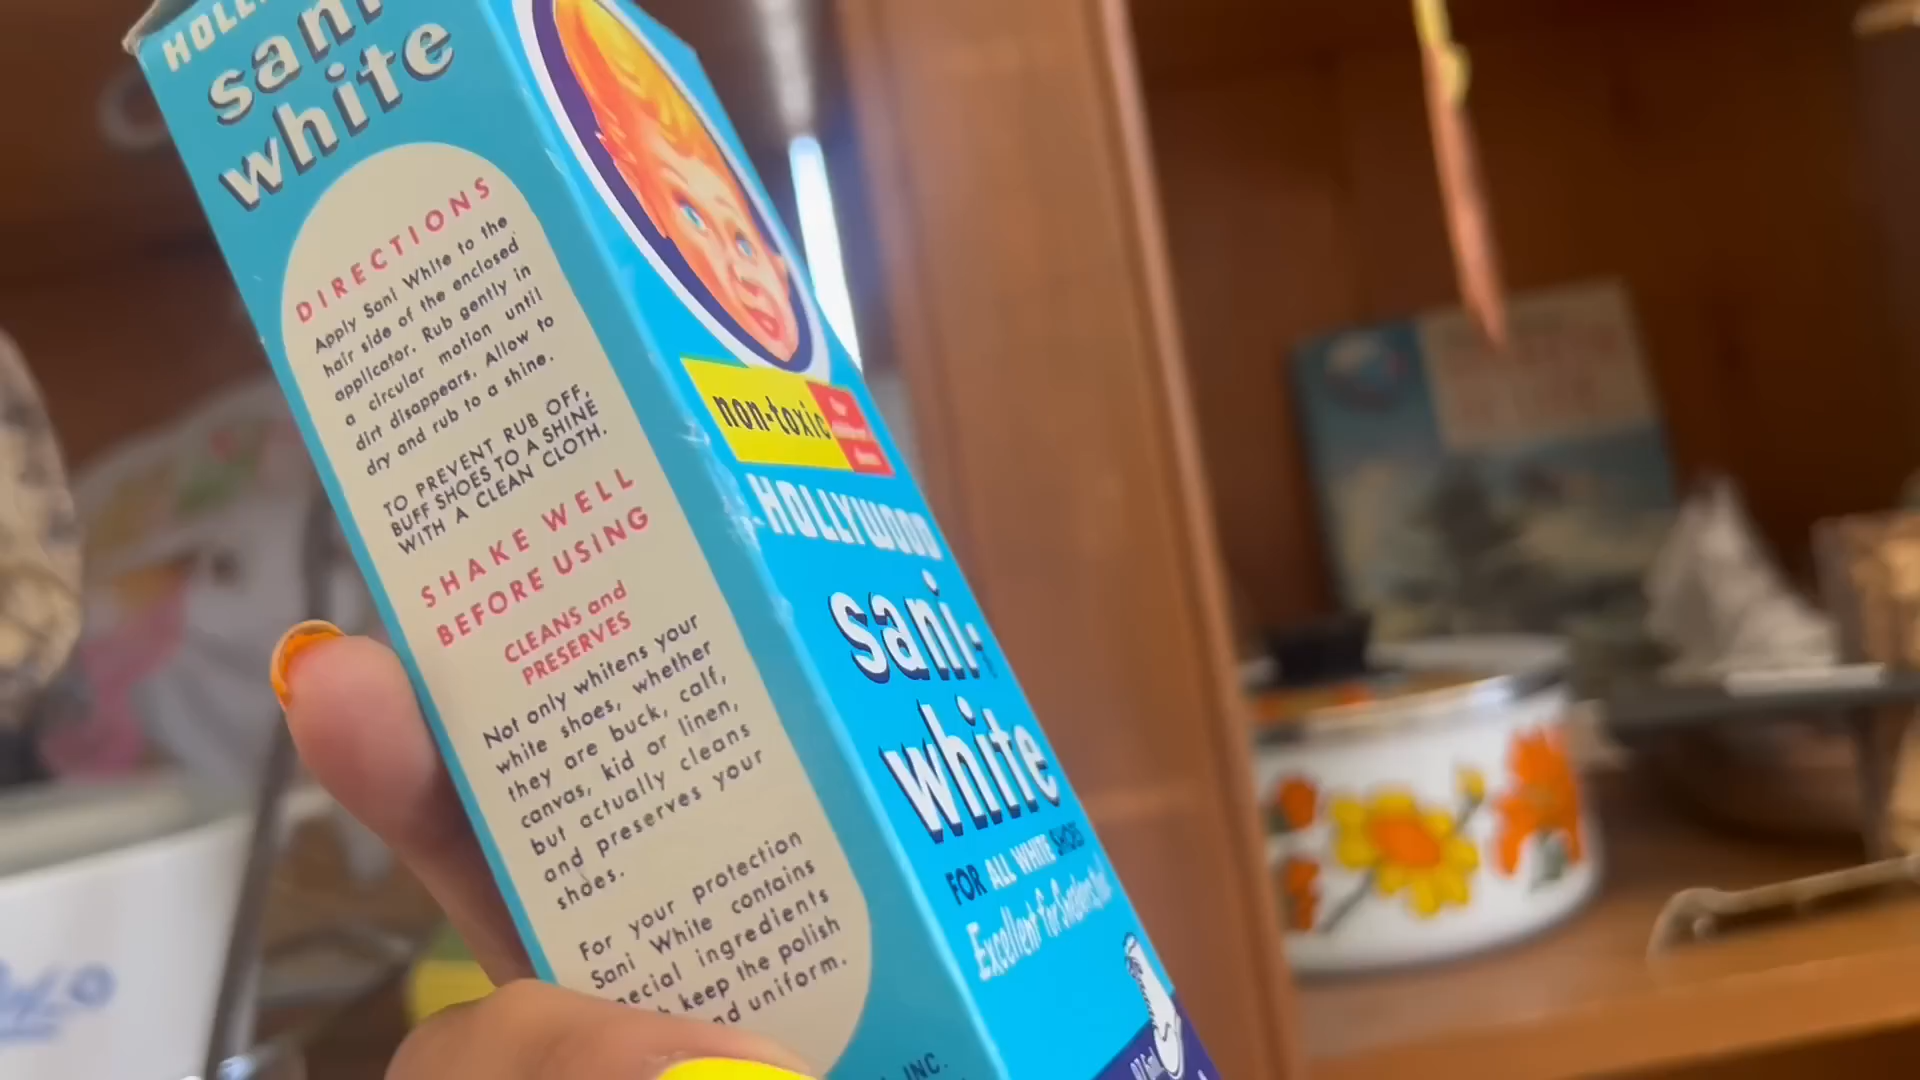 sani
white
DIRECTIONS
Apply Sani White to the
hair side of the enclosed
applicator. Rub gently in
a circular motion until
dirt disappears. Allow to
dry and rub to a shine.
TO PREVENT RUB OFF,
BUFF SHOES TO A SHINE
WITH A CLEAN CLOTH.
SHAKE WELL
BEFORE USING
CLEANS and
PRESERVES
Not only whitens your
white shoes, whether
they are buck, calf,
canvas, kid or linen,
but actually cleans
and preserves your
shoes.
For your protection
Sani White contains
ingredients
keep the polish
uniform.
INC.
non-toxic
HOLLYWOOD
sani-
white
FOR ALL WHITE SHOES
Excellent for